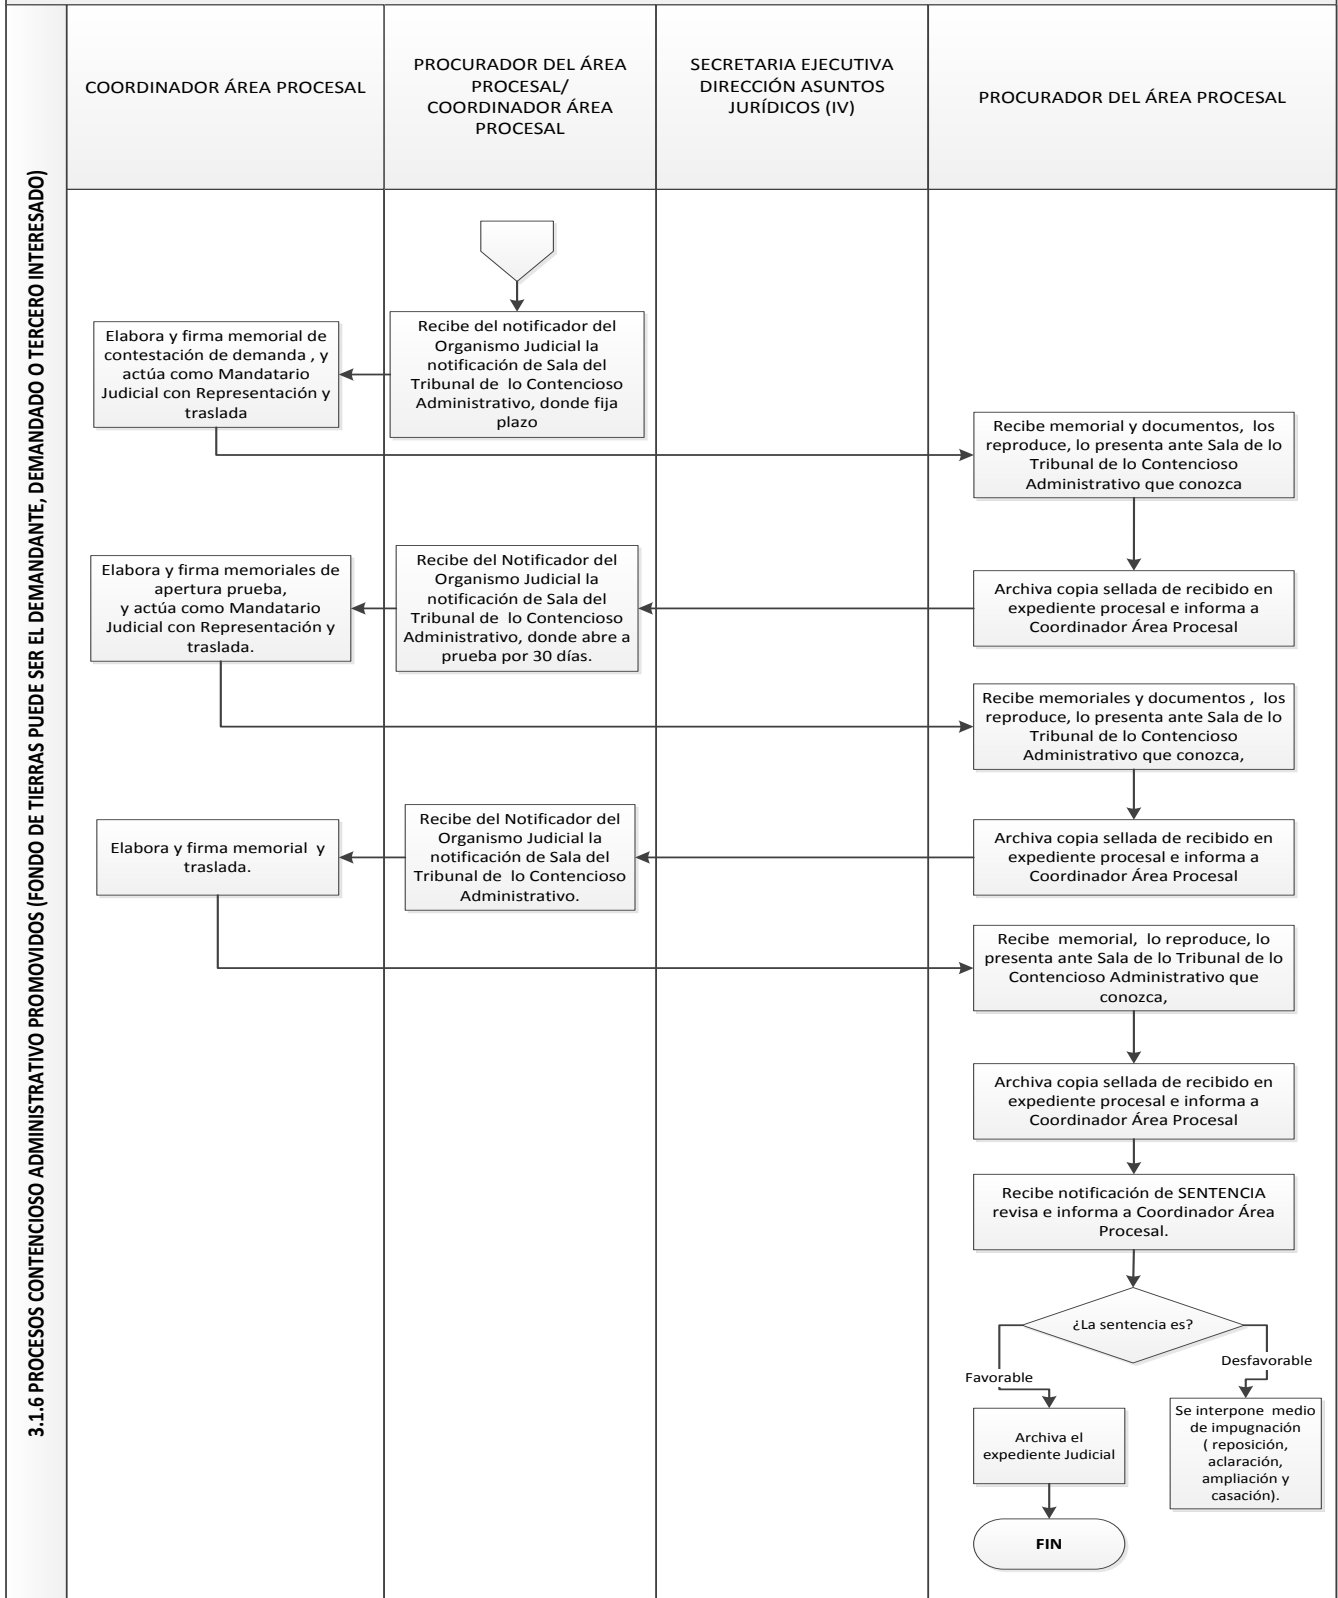 3.1.6 PROCESOS CONTENCIOSO ADMINISTRATIVO PROMOVIDOS (FONDO DE TIERRAS PUEDE SER EL DEMANDANTE, DEMANDADO O TERCERO INTERESADO)
COORDINADOR ÁREA PROCESAL
PROCURADOR DEL ÁREA
PROCESAL/
COORDINADOR ÁREA
PROCESAL
SECRETARIA EJECUTIVA
DIRECCIÓN ASUNTOS
JURÍDICOS (IV)
PROCURADOR DEL ÁREA PROCESAL
Recibe del notificador del
Organismo Judicial la
notificación de Sala del
Tribunal de lo Contencioso
Administrativo, donde fija
plazo
Elabora y firma memorial de
contestación de demanda , y
actúa como Mandatario
Judicial con Representación y
traslada
Recibe memorial y documentos, los
reproduce, lo presenta ante Sala de lo
Tribunal de lo Contencioso
Administrativo que conozca
Archiva copia sellada de recibido en
expediente procesal e informa a
Coordinador Área Procesal
Recibe del Notificador del
Organismo Judicial la
notificación de Sala del
Tribunal de lo Contencioso
Administrativo, donde abre a
prueba por 30 días.
Elabora y firma memoriales de
apertura prueba,
y actúa como Mandatario
Judicial con Representación y
traslada.
Recibe memoriales y documentos , los
reproduce, lo presenta ante Sala de lo
Tribunal de lo Contencioso
Administrativo que conozca,
Archiva copia sellada de recibido en
expediente procesal e informa a
Coordinador Área Procesal
Recibe del Notificador del
Organismo Judicial la
notificación de Sala del
Tribunal de lo Contencioso
Administrativo.
Elabora y firma memorial y
traslada.
Recibe memorial, lo reproduce, lo
presenta ante Sala de lo Tribunal de lo
Contencioso Administrativo que
conozca,
Archiva copia sellada de recibido en
expediente procesal e informa a
Coordinador Área Procesal
Recibe notificación de SENTENCIA
revisa e informa a Coordinador Área
Procesal.
¿La sentencia es?
Favorable
Desfavorable
Archiva el
expediente Judicial
Se interpone medio
de impugnación
( reposición,
aclaración,
ampliación y
casación).
FIN